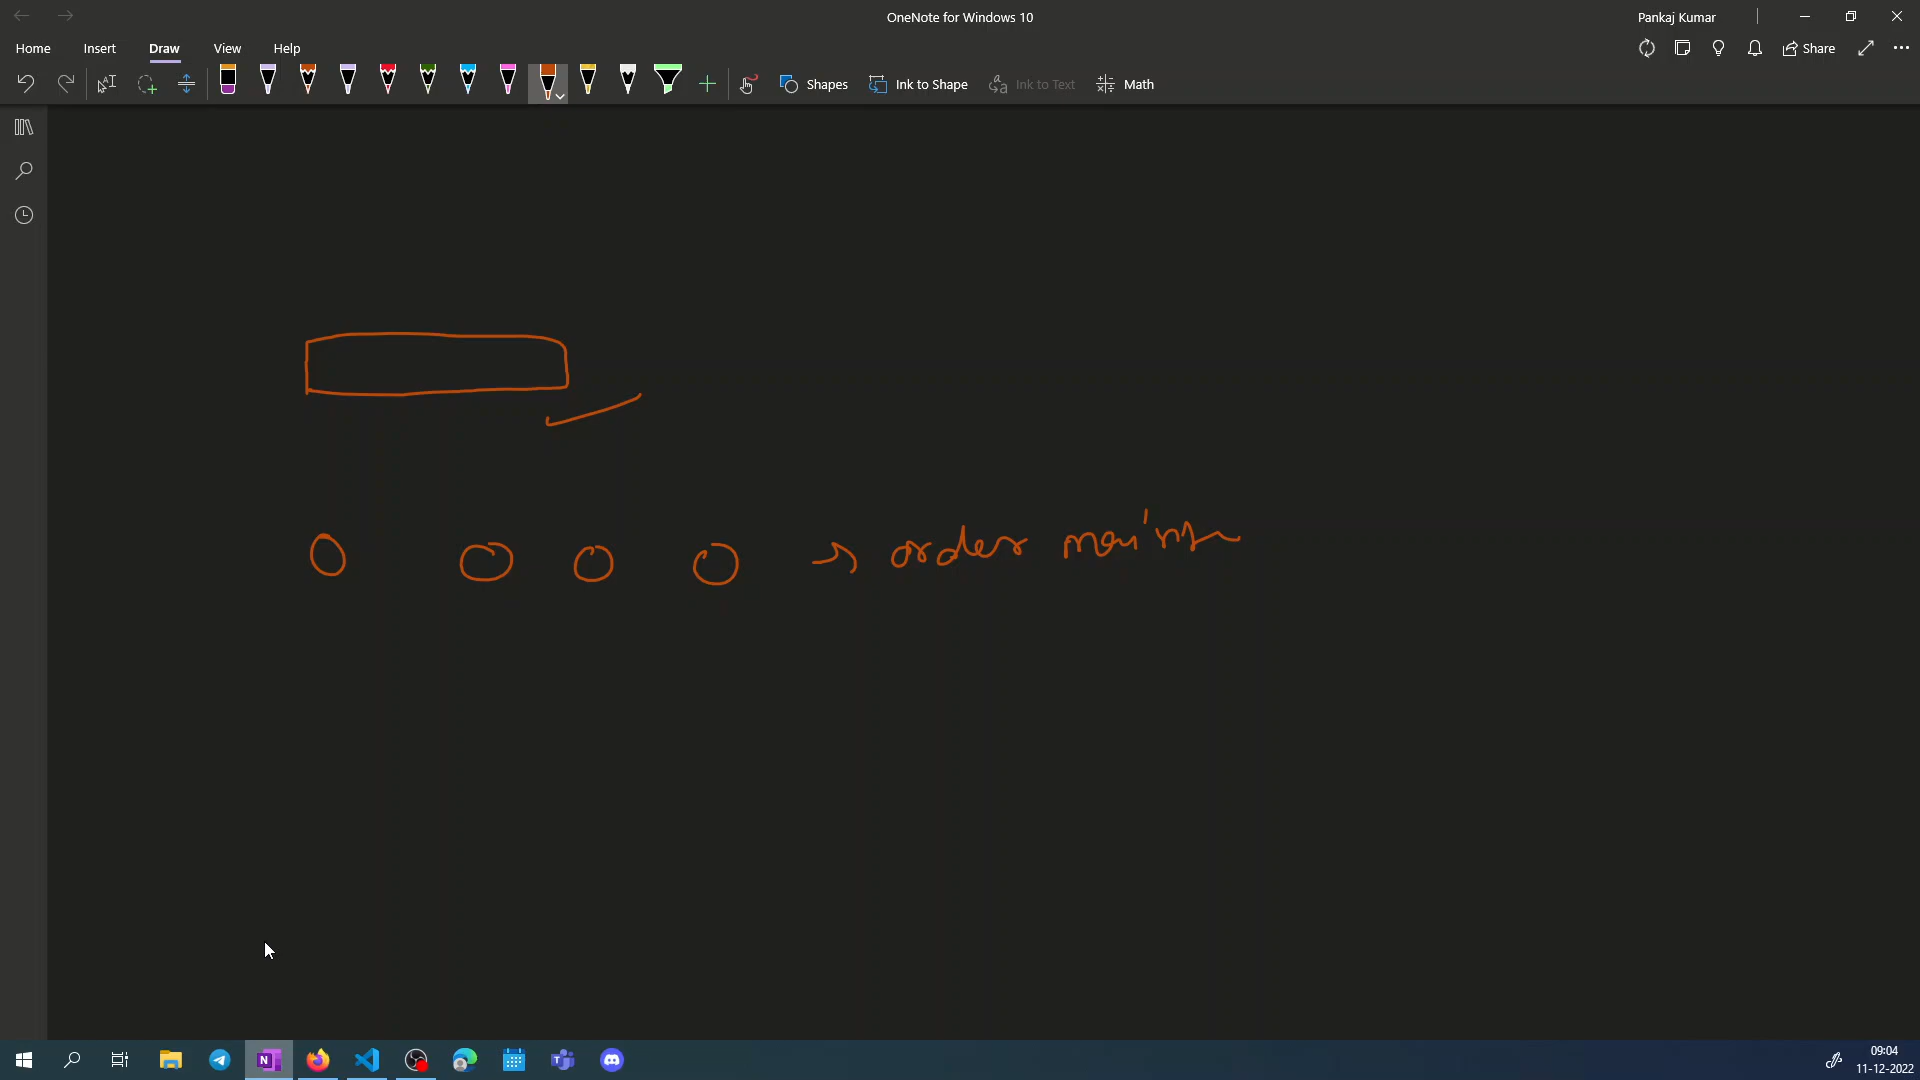 OneNote for Windows 10
Pankaj Kumar
Home Insert Draw View Help
Share
Shapes Ink to Shape Ink to Text Math
order
09:04
11-12-2022